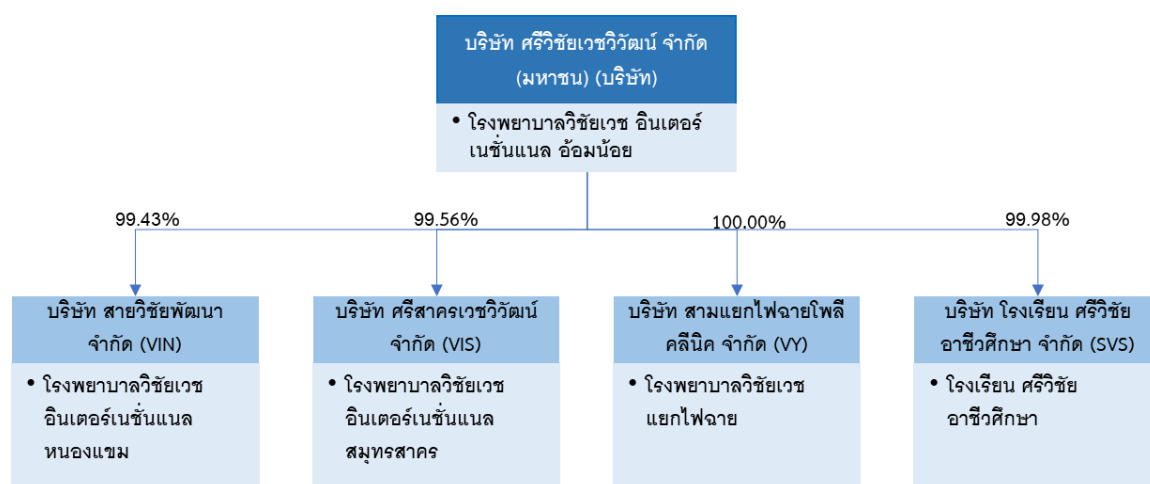 บริษัท ศรีวิชัยเวชวิวัฒน์ จำกัด
(มหาชน) (บริษัท)
• โรงพยาบาลวิชัยเวช อินเตอร์
เนชั่นแนล อ้อมน้อย
99.43%
99.56%
100.00%
99.98%
บริษัท สายวิชัยพัฒนา
จำกัด (VIN)
• โรงพยาบาลวิชัยเวช
อินเตอร์เนชั่นแนล
หนองแขม
บริษัท ศรีสาครเวชวิวัฒน์
จำกัด (VIS)
• โรงพยาบาลวิชัยเวช
อินเตอร์เนชั่นแนล
สมุทรสาคร
บริษัท สามแยกไฟฉายโพลี
คลีนิค จำกัด (VY)
• โรงพยาบาลวิชัยเวช
แยกไฟฉาย
บริษัท โรงเรียน ศรีวิชัย
อาชีวศึกษา จำกัด (SVS)
• โรงเรียน ศรีวิชัย
อาชีวศึกษา